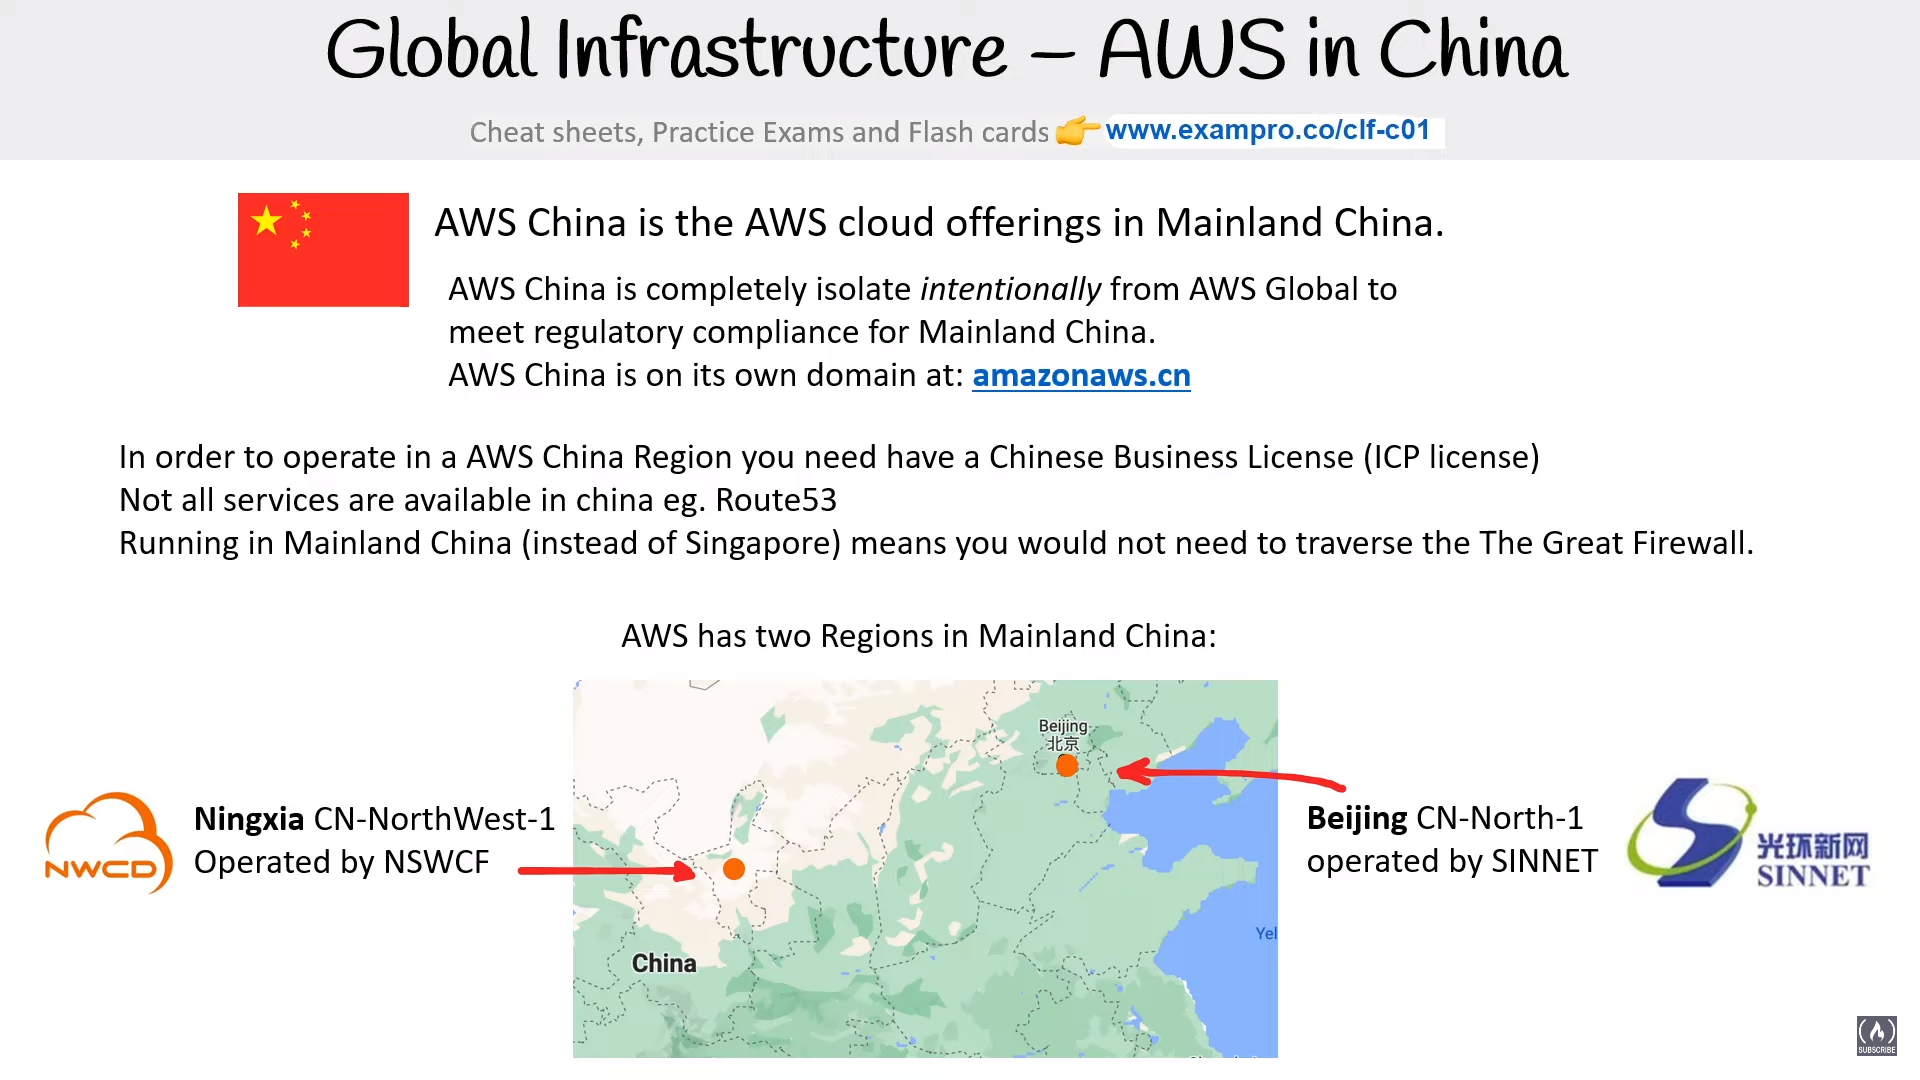 Global Infrastructure – AWS in China
Cheat sheets, Practice Exams and Flash cards 👉 www.exampro.co/clf-c01
AWS China is the AWS cloud offerings in Mainland China.
AWS China is completely isolate intentionally from AWS Global to
meet regulatory compliance for Mainland China.
AWS China is on its own domain at: amazonaws.cn
In order to operate in a AWS China Region you need have a Chinese Business License (ICP license)
Not all services are available in china eg. Route53
Running in Mainland China (instead of Singapore) means you would not need to traverse the The Great Firewall.
AWS has two Regions in Mainland China:
NWCD
Ningxia CN-NorthWest-1
Operated by NSWCF
Beijing
北京
China
Yel
Beijing CN-North-1
operated by SINNET
光环新网
SINNET
SUBSCRIBE